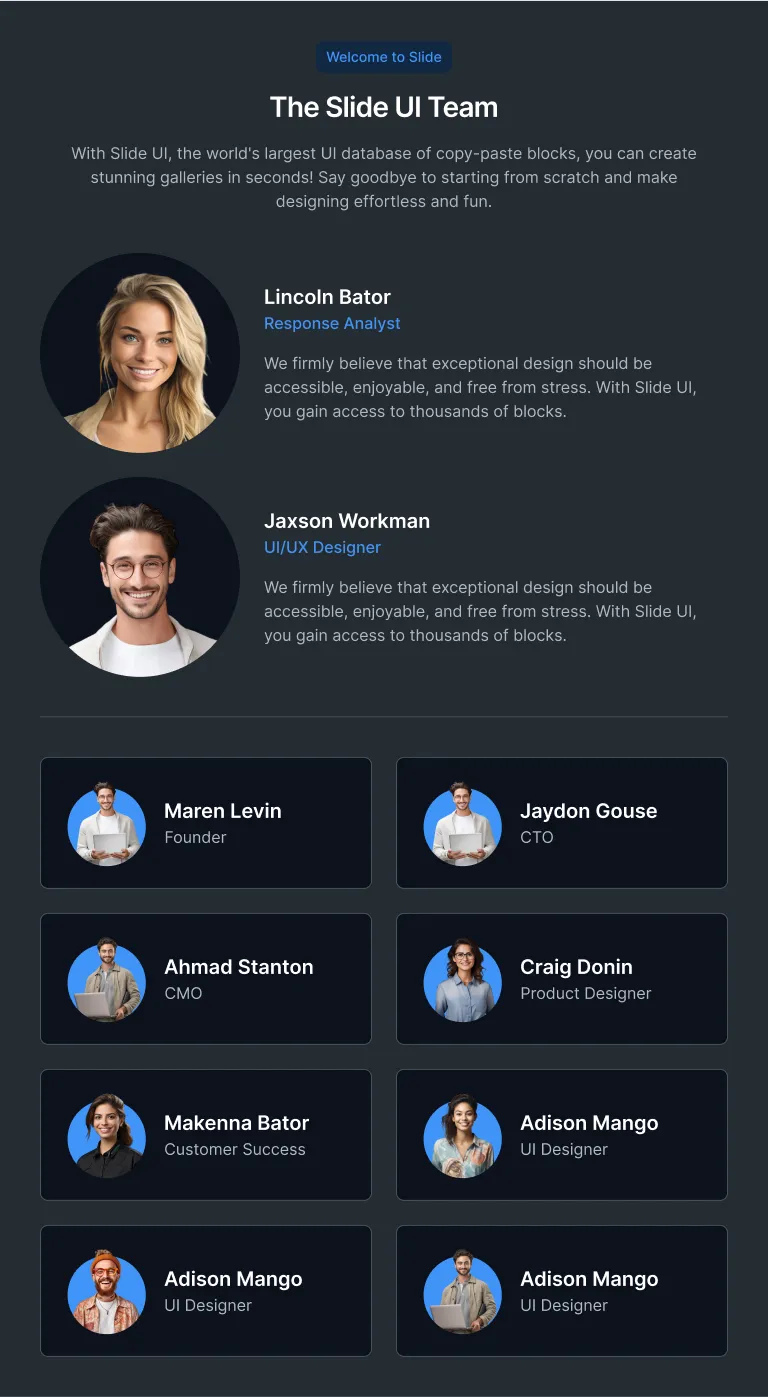 Welcome to Slide
The Slide UI Team
With Slide UI, the world's largest UI database of copy-paste blocks, you can create
stunning galleries in seconds! Say goodbye to starting from scratch and make
designing effortless and fun.
Lincoln Bator
Response Analyst
We firmly believe that exceptional design should be
accessible, enjoyable, and free from stress. With Slide UI,
you gain access to thousands of blocks.
Jaxson Workman
UI/UX Designer
We firmly believe that exceptional design should be
accessible, enjoyable, and free from stress. With Slide UI,
you gain access to thousands of blocks.
Maren Levin
Founder
Jaydon Gouse
CTO
Ahmad Stanton
CMO
Craig Donin
Product Designer
Makenna Bator
Customer Success
Adison Mango
UI Designer
Adison Mango
UI Designer
Adison Mango
UI Designer